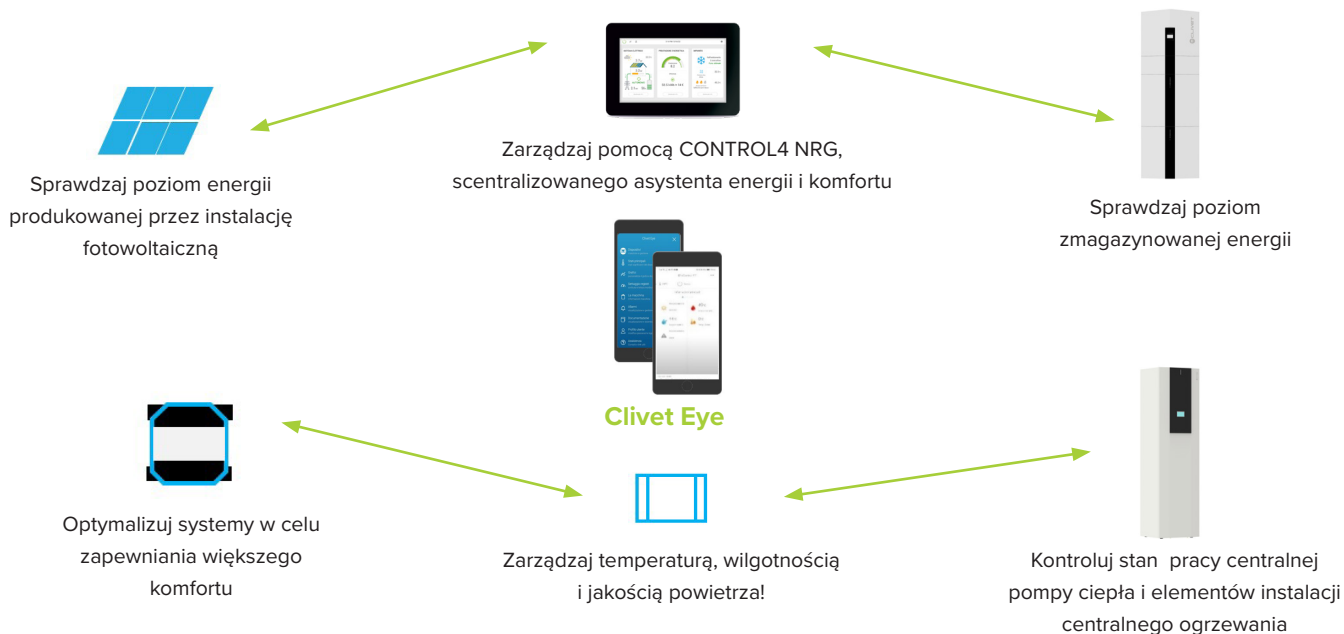 Zarządzaj pomocą CONTROL4 NRG,
scentralizowanego asystenta energii i komfortu
Sprawdzaj poziom energii
produkowanej przez instalację
fotowoltaiczną
Sprawdzaj poziom
zmagazynowanej energii
Clivet Eye
Optymalizuj systemy w celu
zapewniania większego
komfortu
Zarządzaj temperaturą, wilgotnością
i jakością powietrza!
Kontroluj stan pracy centralnej
pompy ciepła i elementów instalacji
centralnego ogrzewania